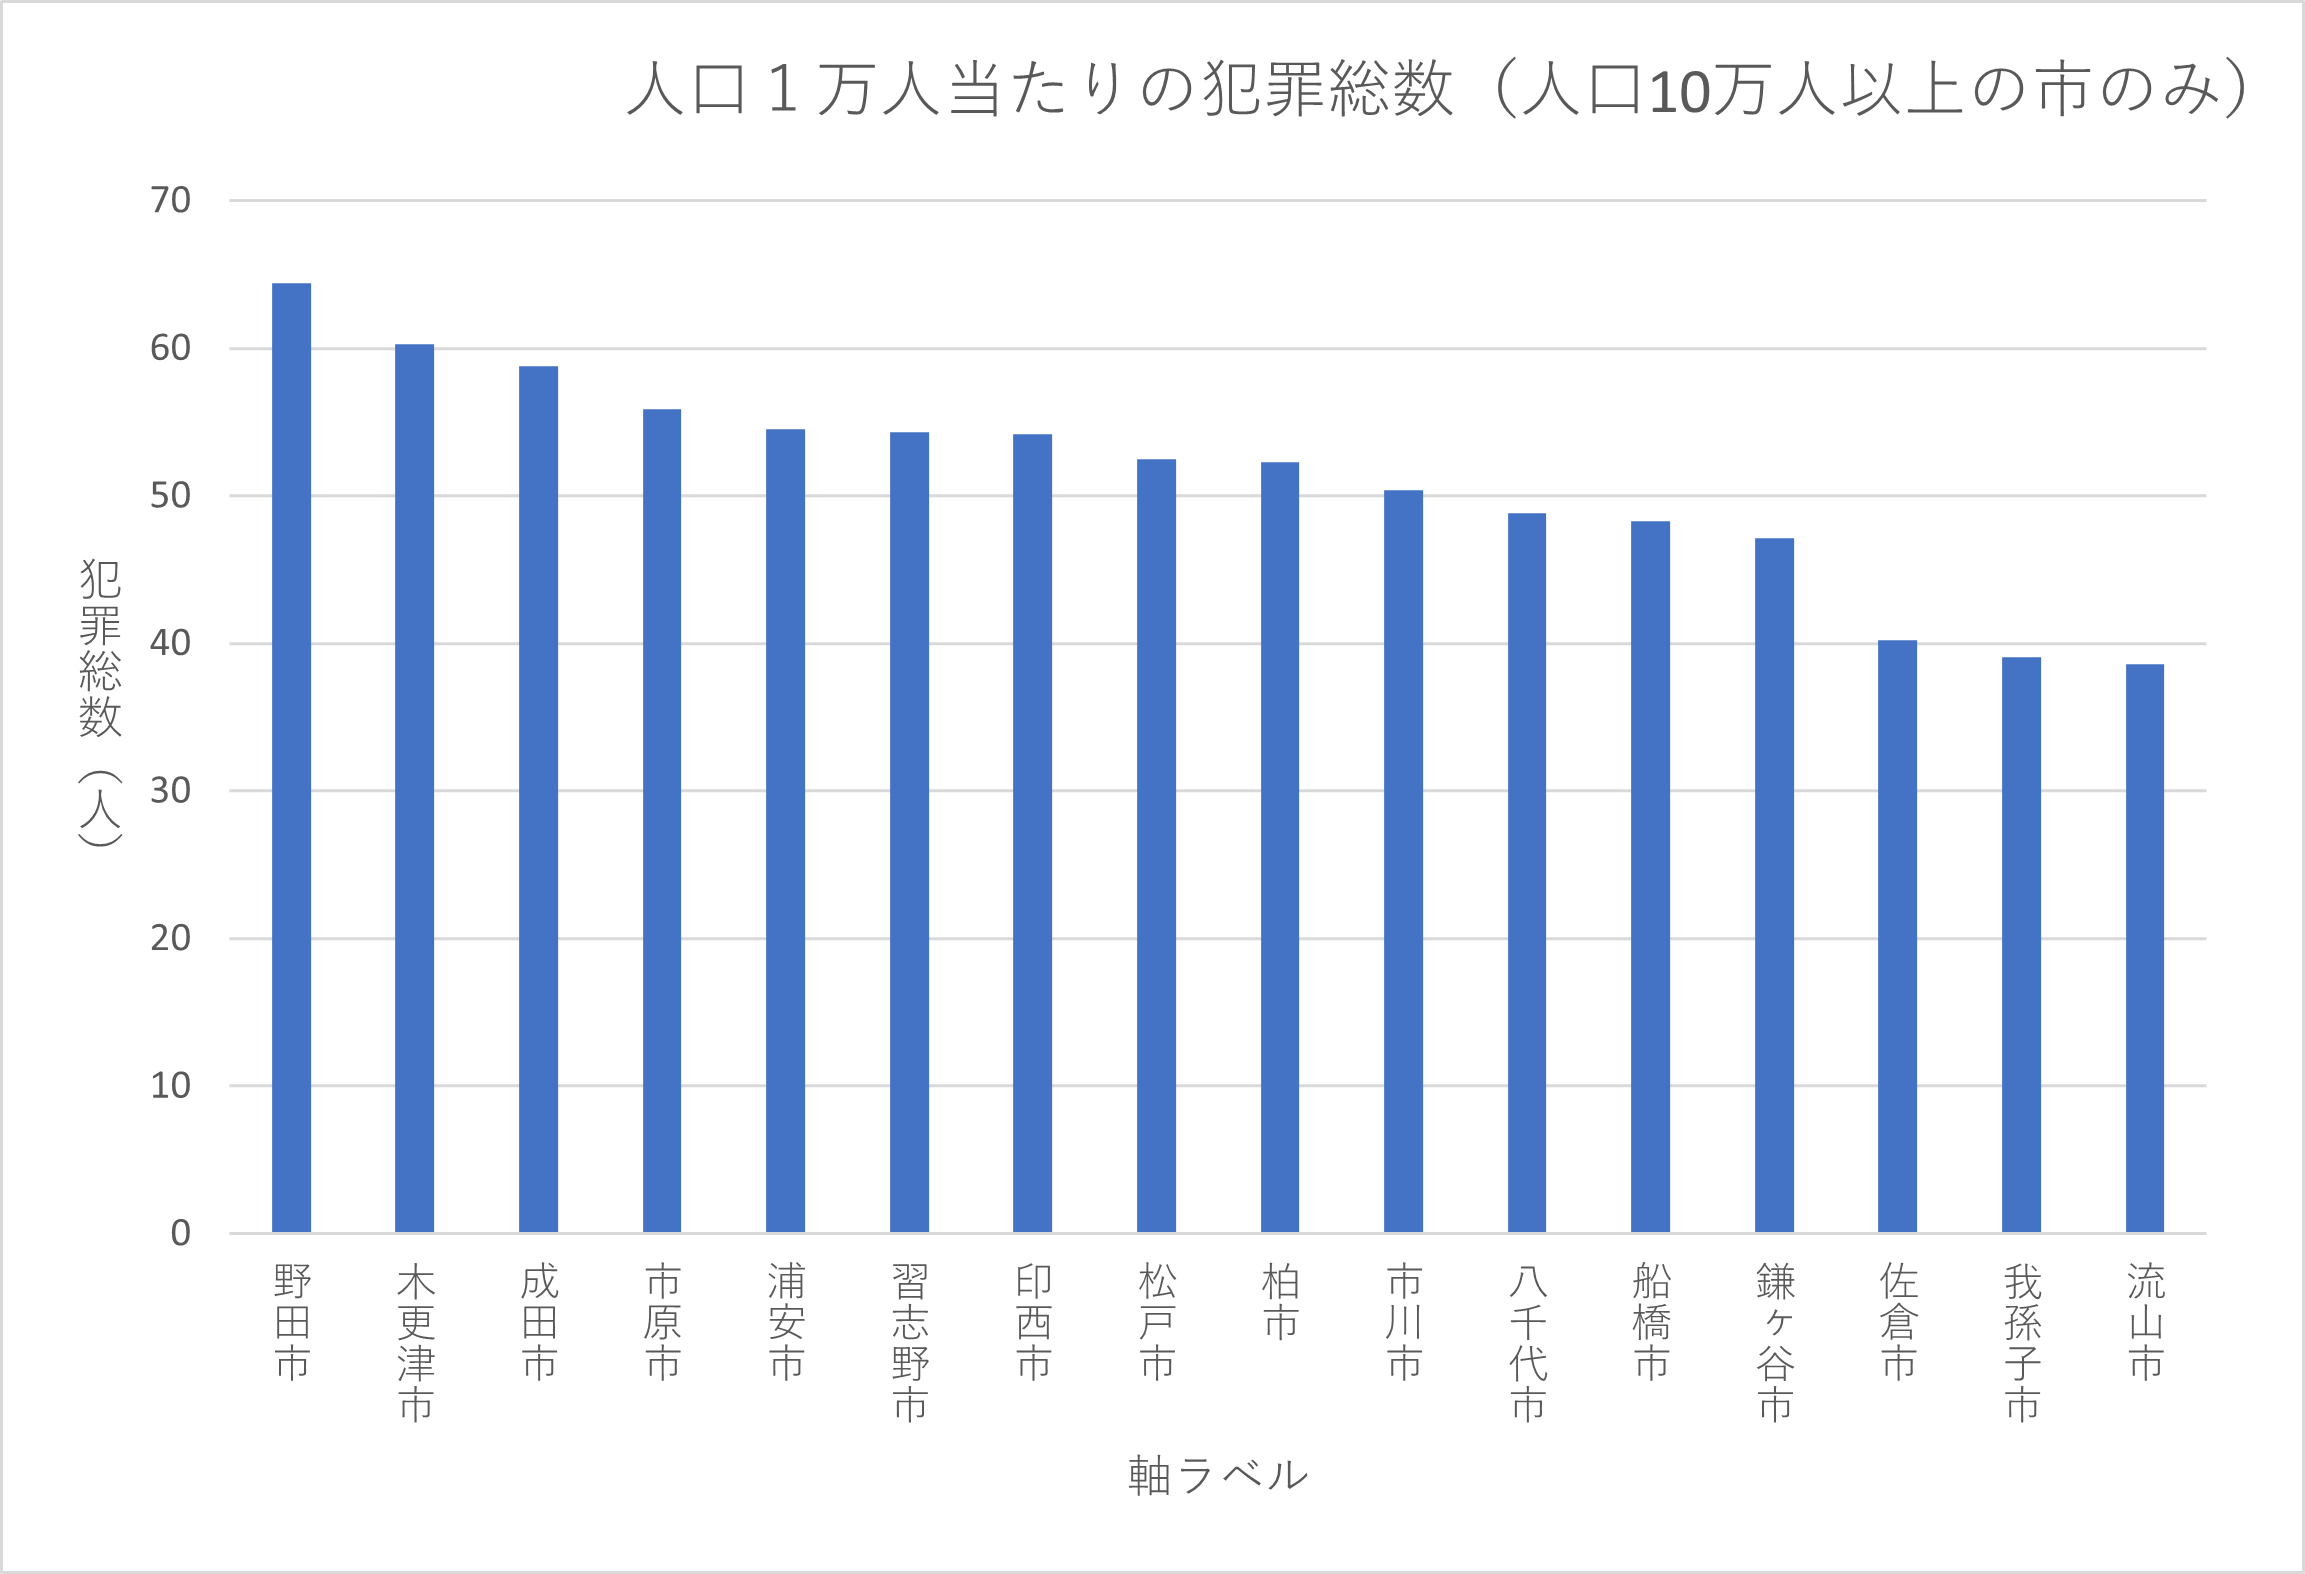 人口１万人当たりの犯罪総数（人口10万人以上の市のみ）
70
60
50
40
30
20
10
0
犯罪総数（人）
野田市
木更津市
成田市
市原市
浦安市
習志野市
印西市
松戸市
柏市
市川市
八千代市
船橋市
鎌ヶ谷市
佐倉市
我孫子市
流山市
軸ラベル